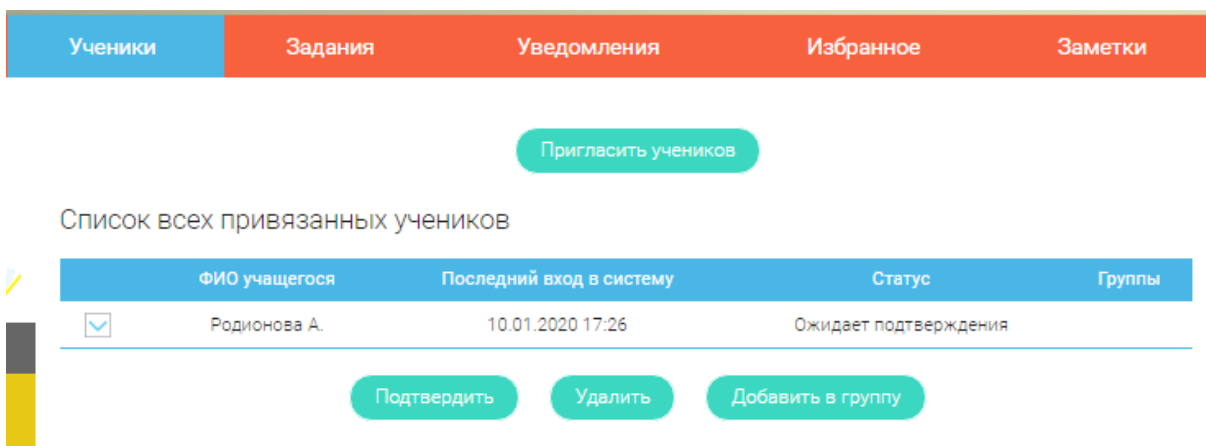 Ученики Задания Уведомления Избранное Заметки
Пригласить учеников
Список всех привязанных учеников
ФИО учащегося Последний вход в систему Статус Группы
Родионова А. 10.01.2020 17:26 Ожидает подтверждения
Подтвердить Удалить Добавить в группу